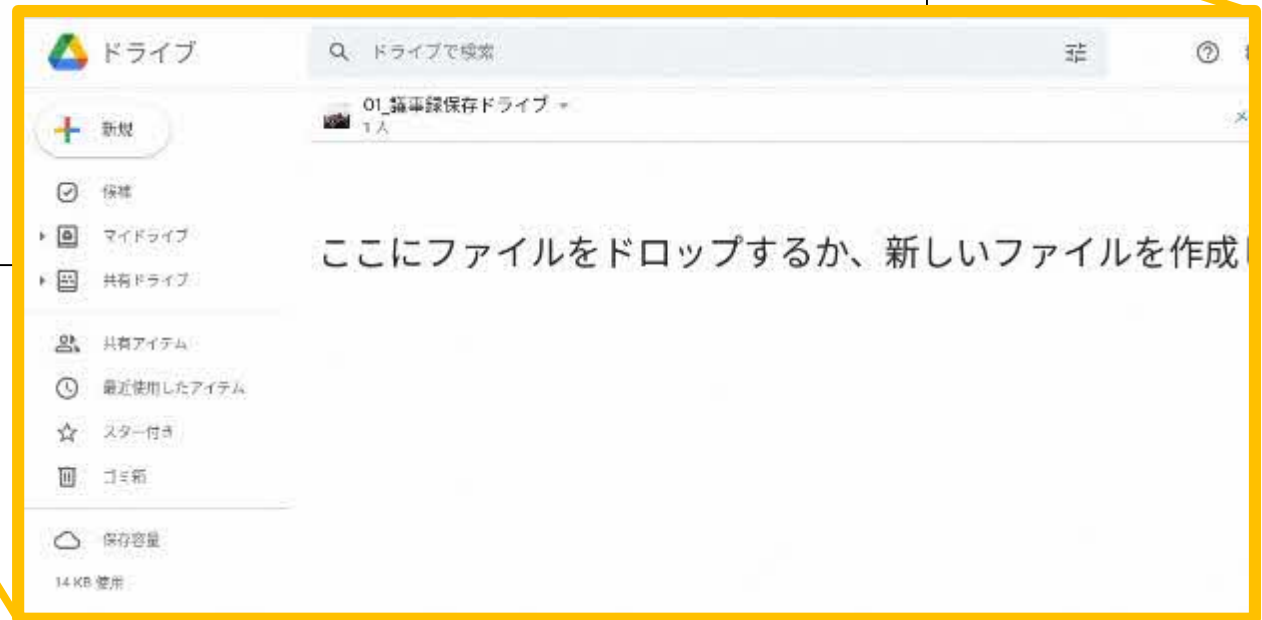 ドライブ
ドライブで検索
01_議事録保存ドライブ
1人
新規
候補
マイドライブ
共有ドライブ
共有アイテム
最近使用したアイテム
スター付き
ゴミ箱
保存容量
14 KB 使用
ここにファイルをドロップするか、新しいファイルを作成